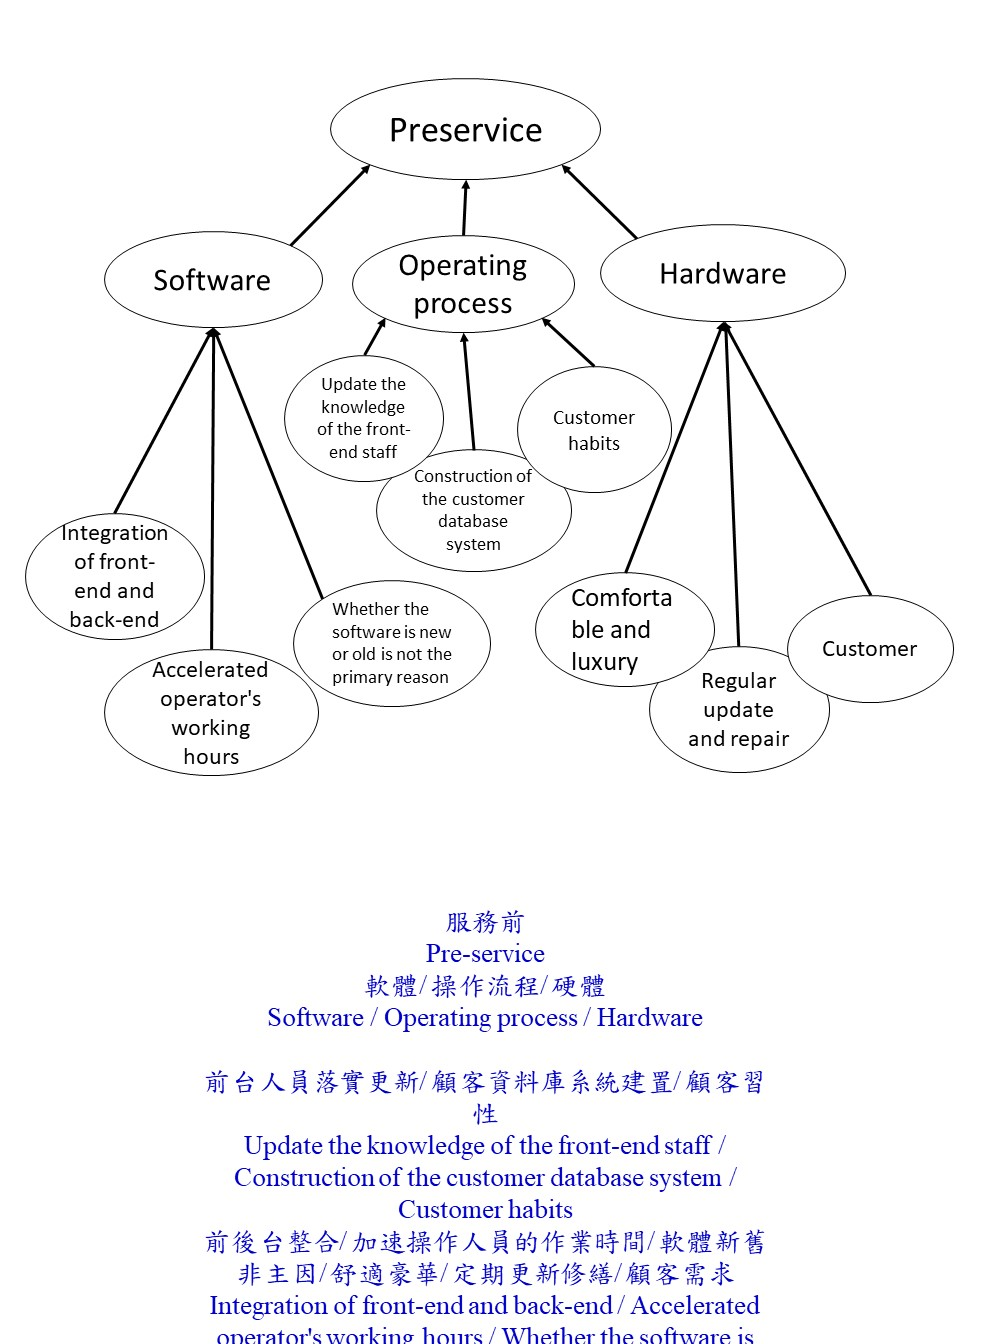 Preservice
Software
Operating
process
Hardware
Update the
knowledge
of the front-
end staff
Construction of
the customer
database
system
Customer
habits
Integration
of front-
end and
back-end
Accelerated
operator's
working
hours
Whether the
software is new
or old is not the
primary reason
Comforta
ble and
luxury
Regular
update
and repair
Customer
服務前
Pre-service
軟體/操作流程/硬體
Software / Operating process / Hardware
前台人員落實更新/顧客資料庫系統建置/顧客習
性
Update the knowledge of the front-end staff /
Construction of the customer database system /
Customer habits
前後台整合/加速操作人員的作業時間/軟體新舊
非主因/舒適豪華/定期更新修繕/顧客需求
Integration of front-end and back-end / Accelerated
operator's working hours / Whether the software is